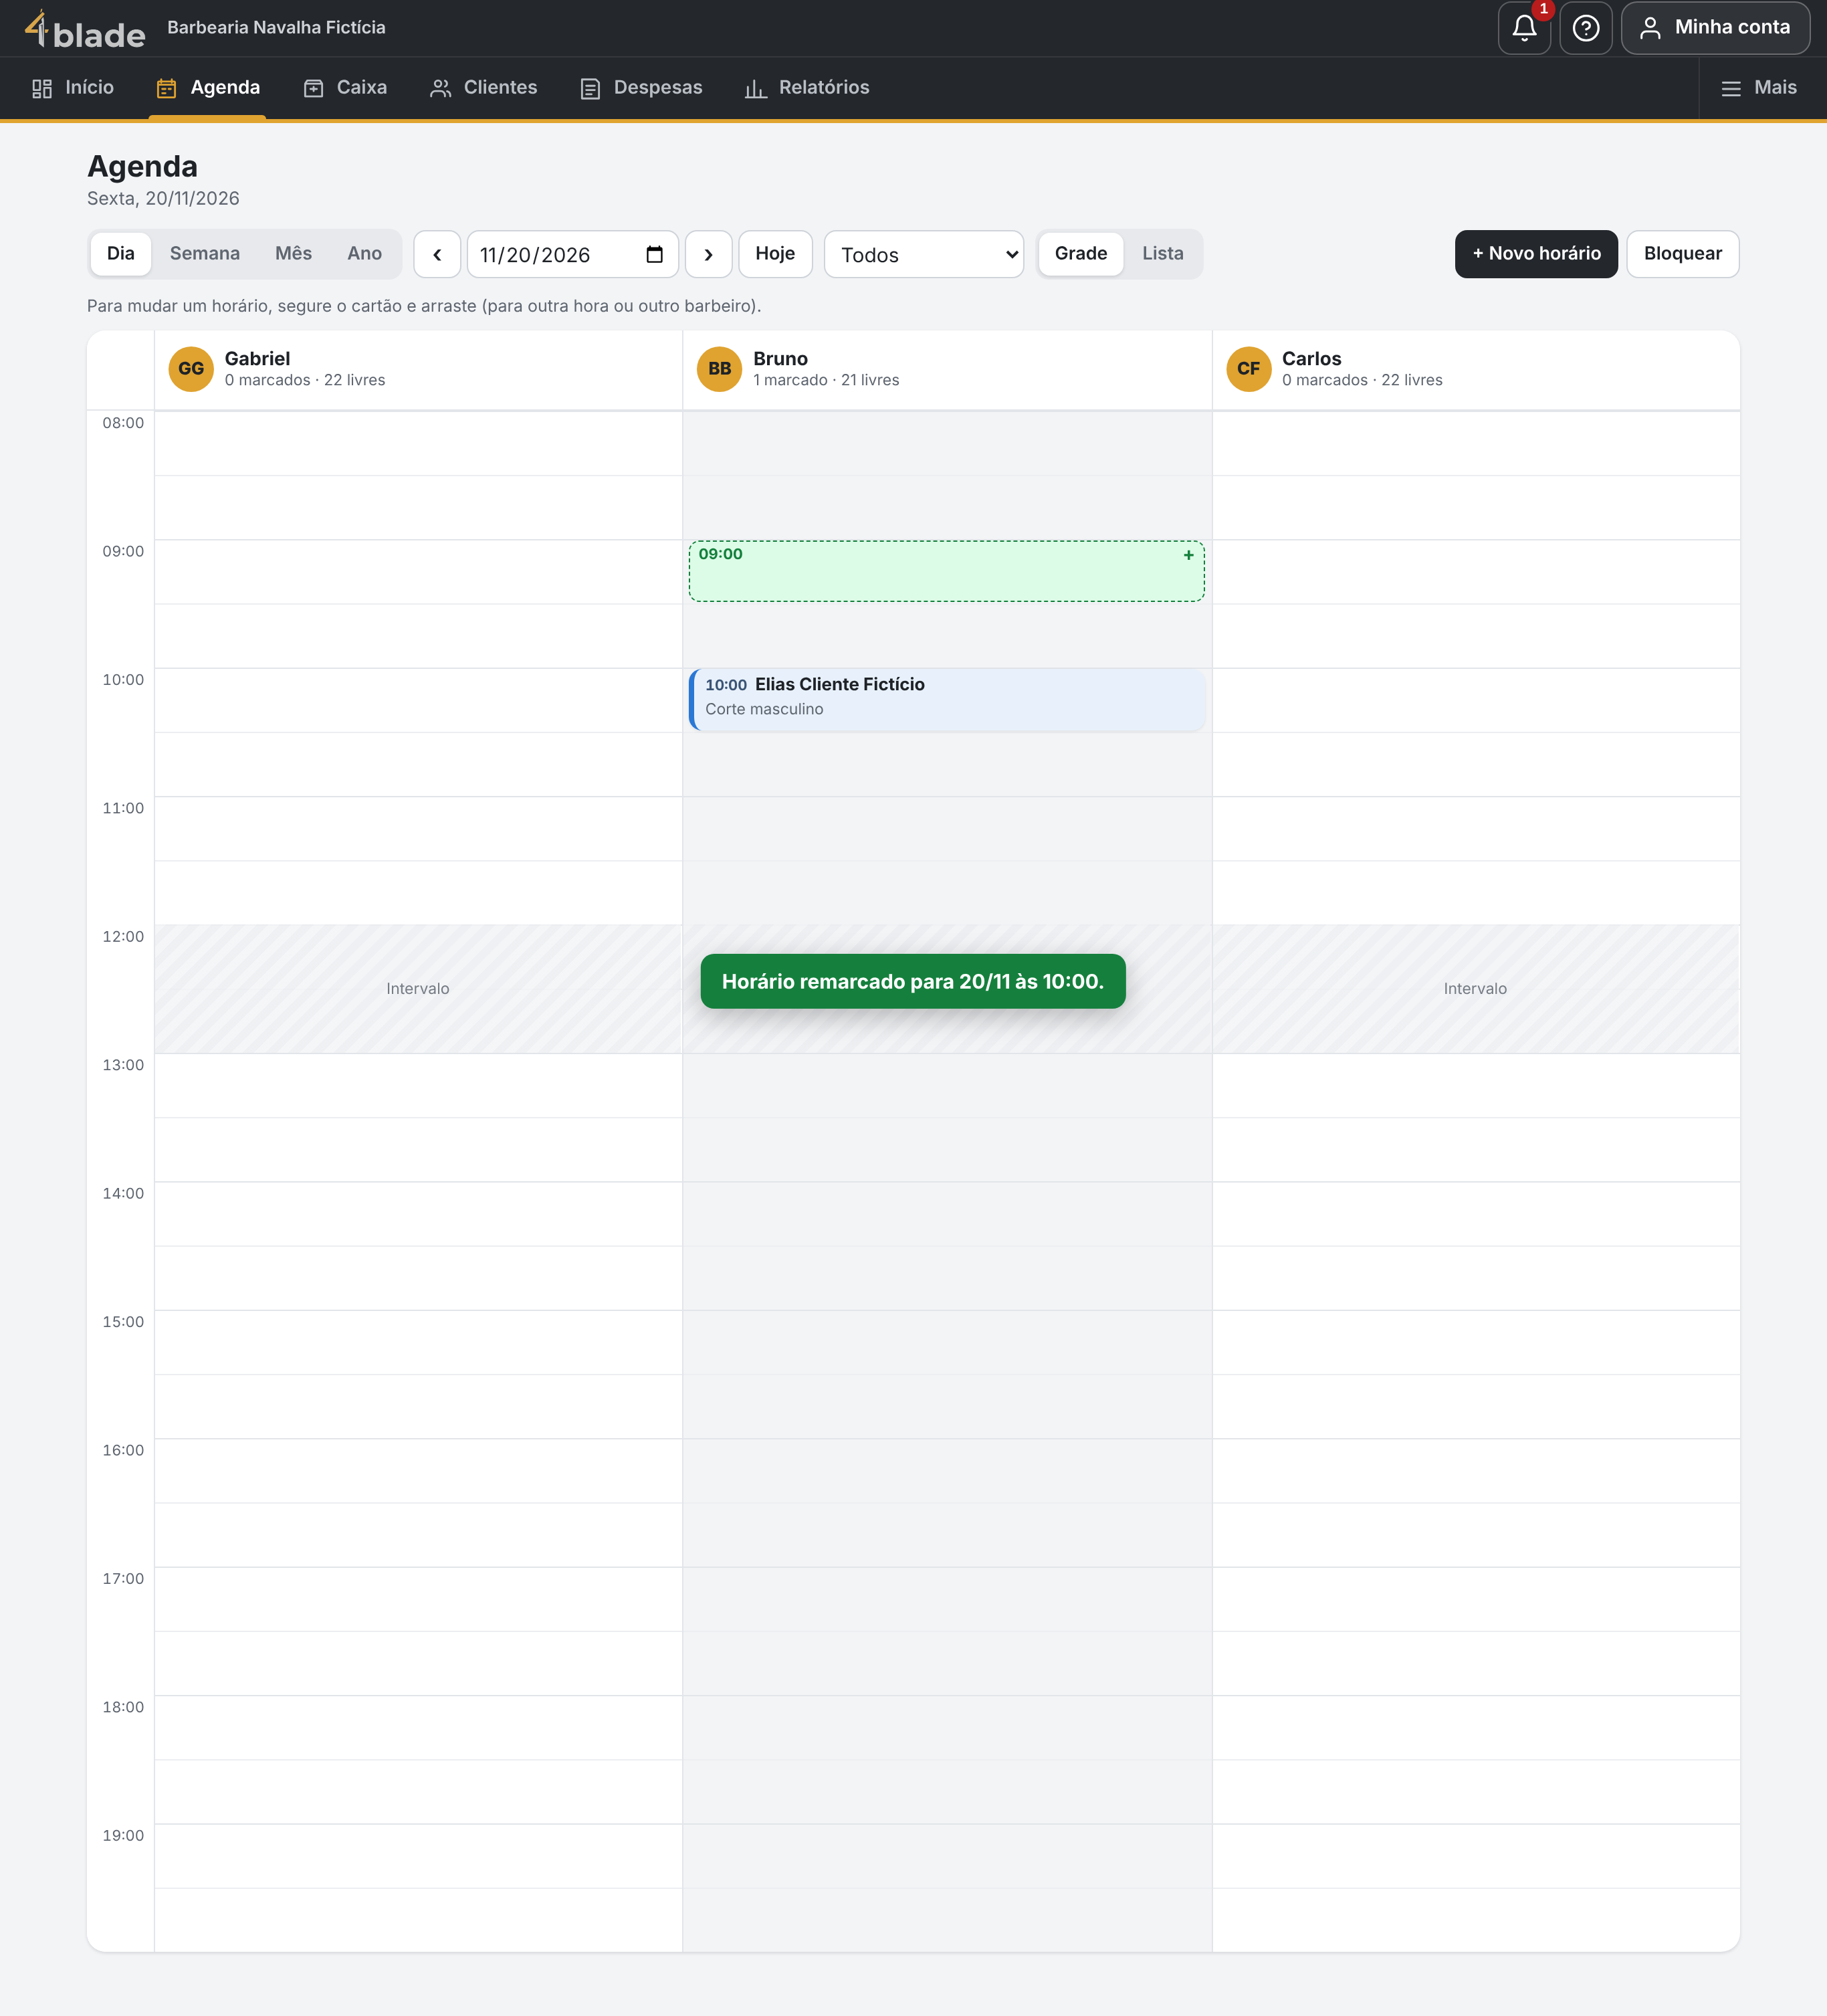 4blade Barbearia Navalha Fictícia 1 Minha conta
Início Agenda Caixa Clientes Despesas Relatórios Mais
Agenda
Sexta, 20/11/2026
Dia Semana Mês Ano ‹ 11/20/2026 › Hoje Todos Grade Lista + Novo horário Bloquear
Para mudar um horário, segure o cartão e arraste (para outra hora ou outro barbeiro).
GG Gabriel
0 marcados · 22 livres
BB Bruno
1 marcado · 21 livres
CF Carlos
0 marcados · 22 livres
08:00
09:00
09:00 +
10:00
10:00 Elias Cliente Fictício
Corte masculino
11:00
12:00
Intervalo
Horário remarcado para 20/11 às 10:00.
Intervalo
13:00
14:00
15:00
16:00
17:00
18:00
19:00